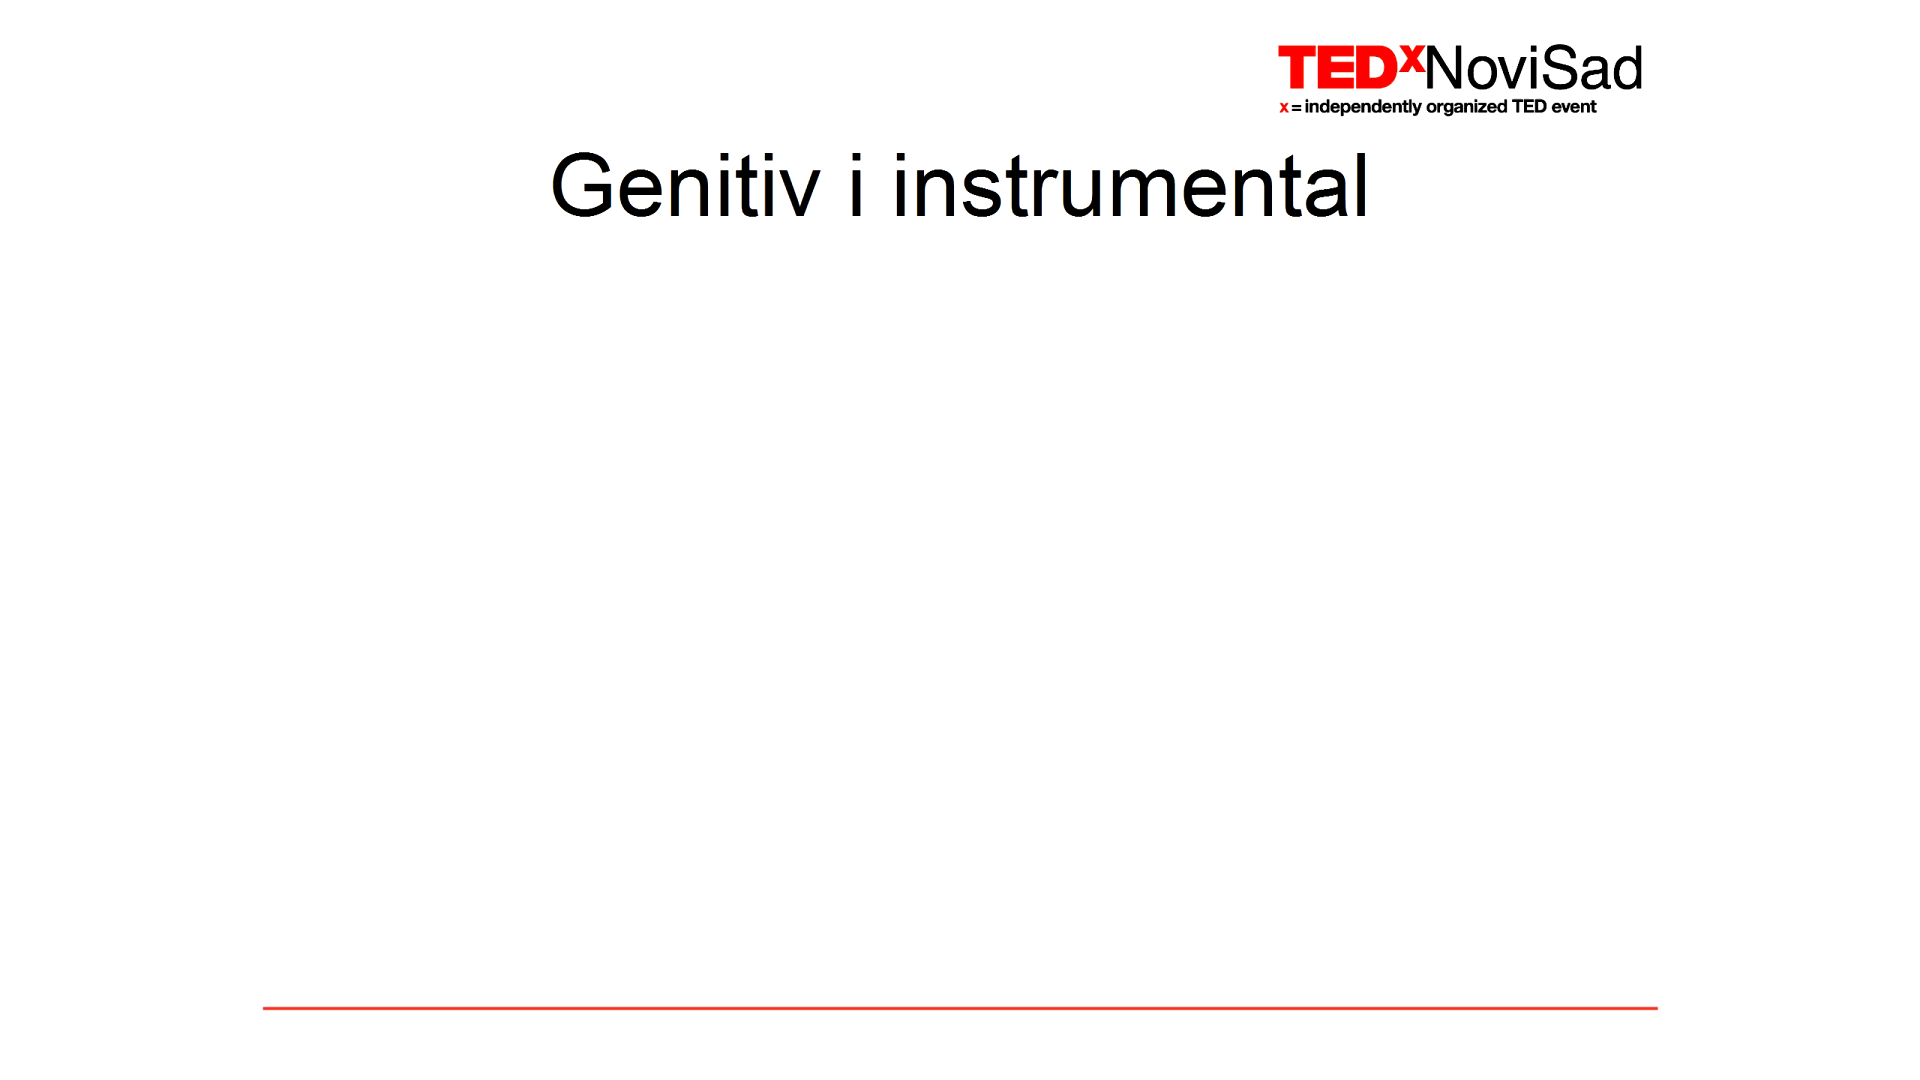 TEDxNoviSad
x = independently organized TED event
Genitiv i instrumental